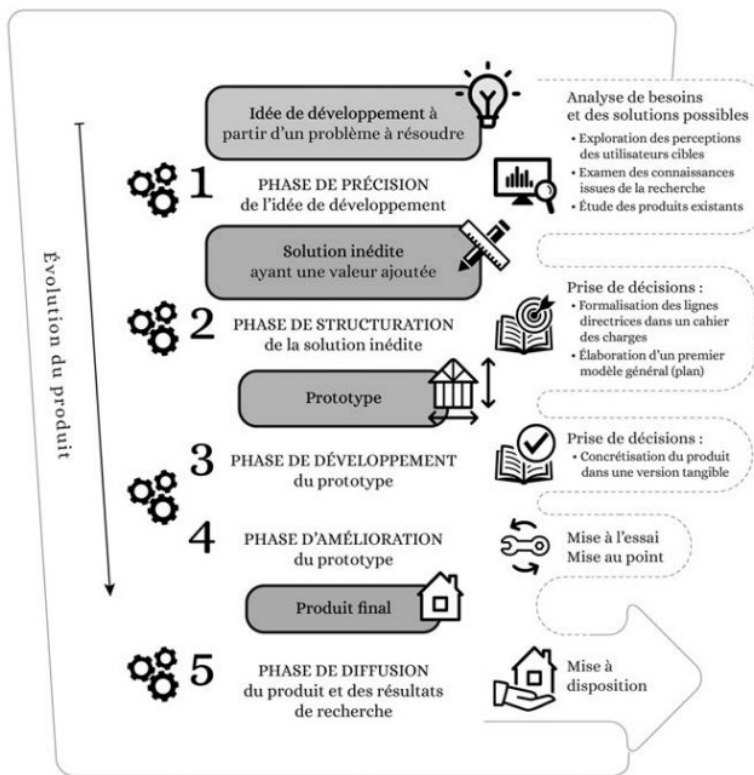 Idée de développement à
partir d'un problème à résoudre
Analyse de besoins
et des solutions possibles
• Exploration des perceptions
des utilisateurs cibles
• Examen des connaissances
issues de la recherche
• Étude des produits existants
1
PHASE DE PRÉCISION
de l'idée de développement
Évolution du produit
Solution inédite
ayant une valeur ajoutée
2
PHASE DE STRUCTURATION
de la solution inédite
Prise de décisions :
• Formalisation des lignes
directrices dans un cahier
des charges
• Élaboration d'un premier
modèle général (plan)
Prototype
3
PHASE DE DÉVELOPPEMENT
du prototype
Prise de décisions :
• Concrétisation du produit
dans une version tangible
4
PHASE D'AMÉLIORATION
du prototype
Mise à l'essai
Mise au point
Produit final
5
PHASE DE DIFFUSION
du produit et des résultats
de recherche
Mise à
disposition